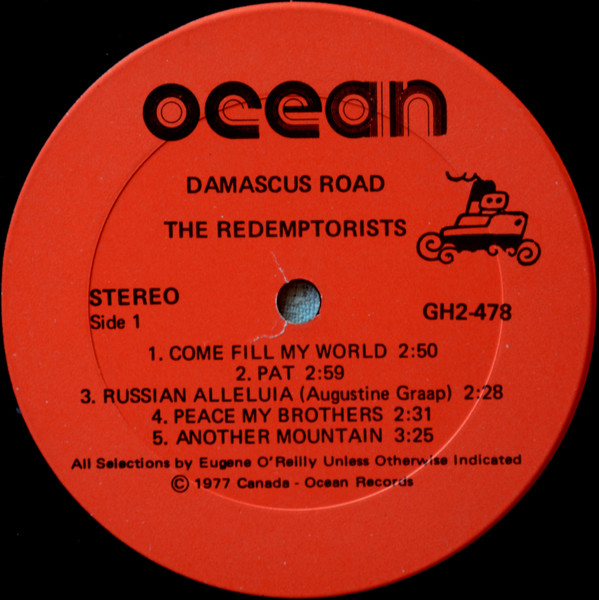 ocean
DAMASCUS ROAD
THE REDEMPTORISTS
STEREO
Side 1
GH2-478
1. COME FILL MY WORLD 2:50
2. PAT 2:59
3. RUSSIAN ALLELUIA (Augustine Graap) 2:28
4. PEACE MY BROTHERS 2:31
5. ANOTHER MOUNTAIN 3:25
All Selections by Eugene O'Reilly Unless Otherwise Indicated
© 1977 Canada - Ocean Records